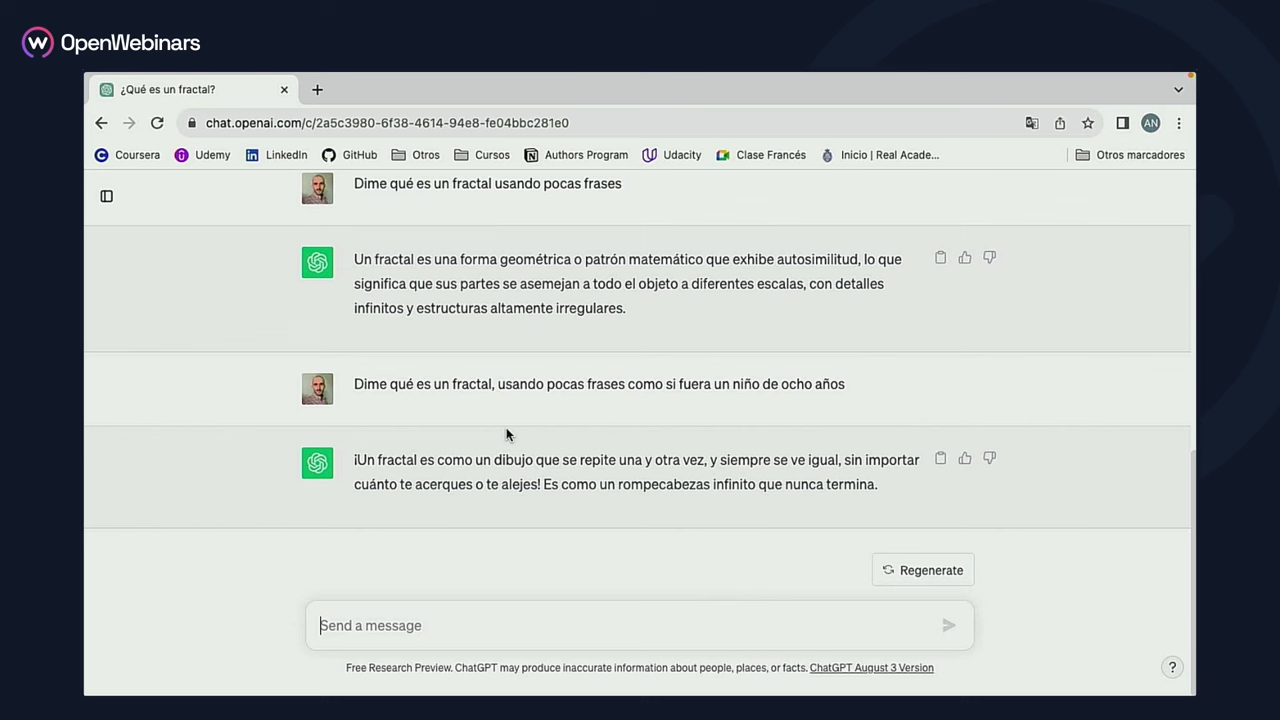 OpenWebinars
¿Qué es un fractal?
chat.openai.com/c/2a5c3980-6f38-4614-94e8-fe04bbc281e0
AN
Coursera Udemy LinkedIn GitHub Otros Cursos Authors Program Udacity Clase Francés Inicio | Real Acade... Otros marcadores
Dime qué es un fractal usando pocas frases
Un fractal es una forma geométrica o patrón matemático que exhibe autosimilitud, lo que
significa que sus partes se asemejan a todo el objeto a diferentes escalas, con detalles
infinitos y estructuras altamente irregulares.
Dime qué es un fractal, usando pocas frases como si fuera un niño de ocho años
¡Un fractal es como un dibujo que se repite una y otra vez, y siempre se ve igual, sin importar
cuánto te acerques o te alejes! Es como un rompecabezas infinito que nunca termina.
Regenerate
Send a message
Free Research Preview. ChatGPT may produce inaccurate information about people, places, or facts. ChatGPT August 3 Version
?